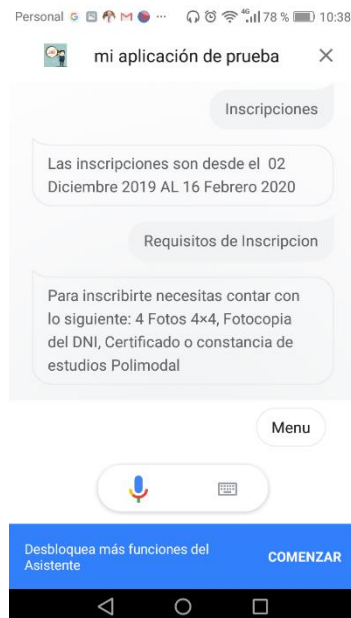 Personal ... 4G 78 % 10:38
mi aplicación de prueba
Inscripciones
Las inscripciones son desde el 02
Diciembre 2019 AL 16 Febrero 2020
Requisitos de Inscripcion
Para inscribirte necesitas contar con
lo siguiente: 4 Fotos 4×4, Fotocopia
del DNI, Certificado o constancia de
estudios Polimodal
Menu
Desbloquea más funciones del
Asistente
COMENZAR